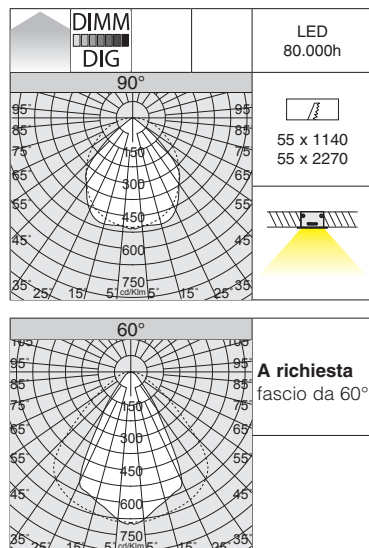 DIMM
DIG
LED
80.000h
90°
95° 95°
85° 85°
75° 75°
65° 65°
55° 55°
45° 45°
35° 25° 15° 5° 5° 15° 25° 35°
150
300
450
600
750
cd/Klm
55 x 1140
55 x 2270
60°
105° 105°
95° 95°
85° 85°
75° 75°
65° 65°
55° 55°
45° 45°
35° 25° 15° 5° 5° 15° 25° 35°
150
300
450
600
750
cd/Klm
A richiesta
fascio da 60°